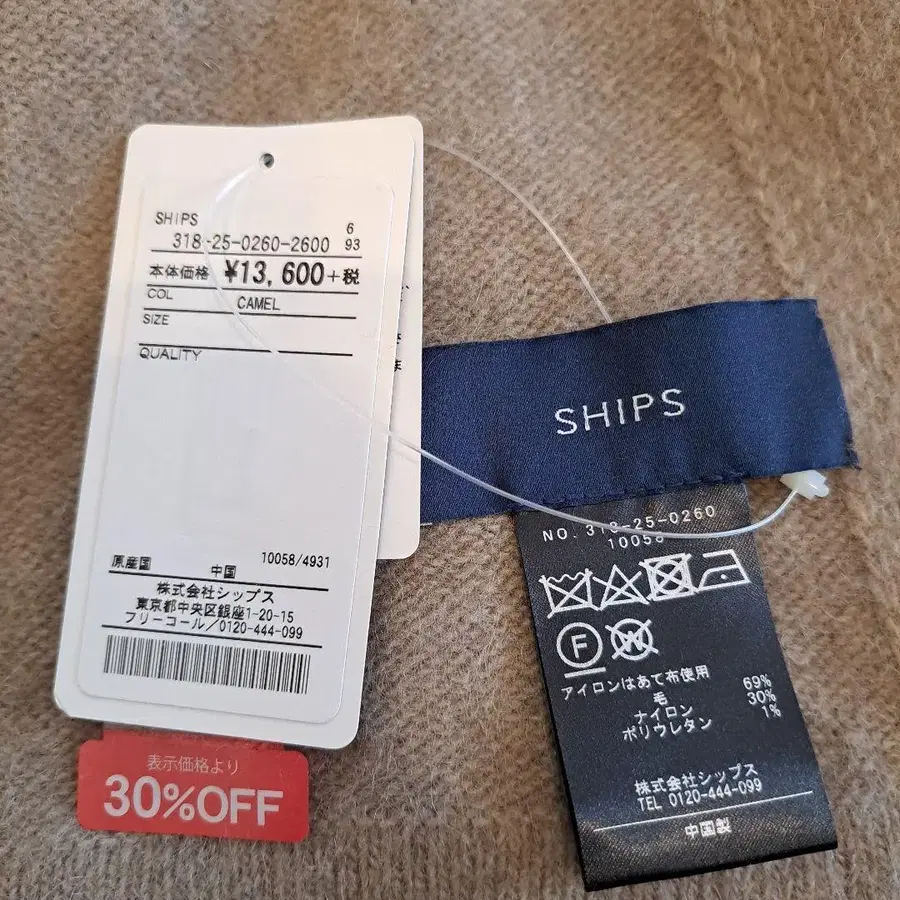 SHIPS
6
318-25-0260-2600 93
本体価格 ¥13,600+税
COL CAMEL
SIZE
QUALITY
原産国 中国 10058/4931
株式会社シップス
東京都中央区銀座1-20-15
フリーコール/0120-444-099
表示価格より
30%OFF
SHIPS
NO. 318-25-0260
10058
F
W
アイロンはあて布使用
毛 69%
ナイロン 30%
ポリウレタン 1%
株式会社シップス
TEL 0120-444-099
中国製